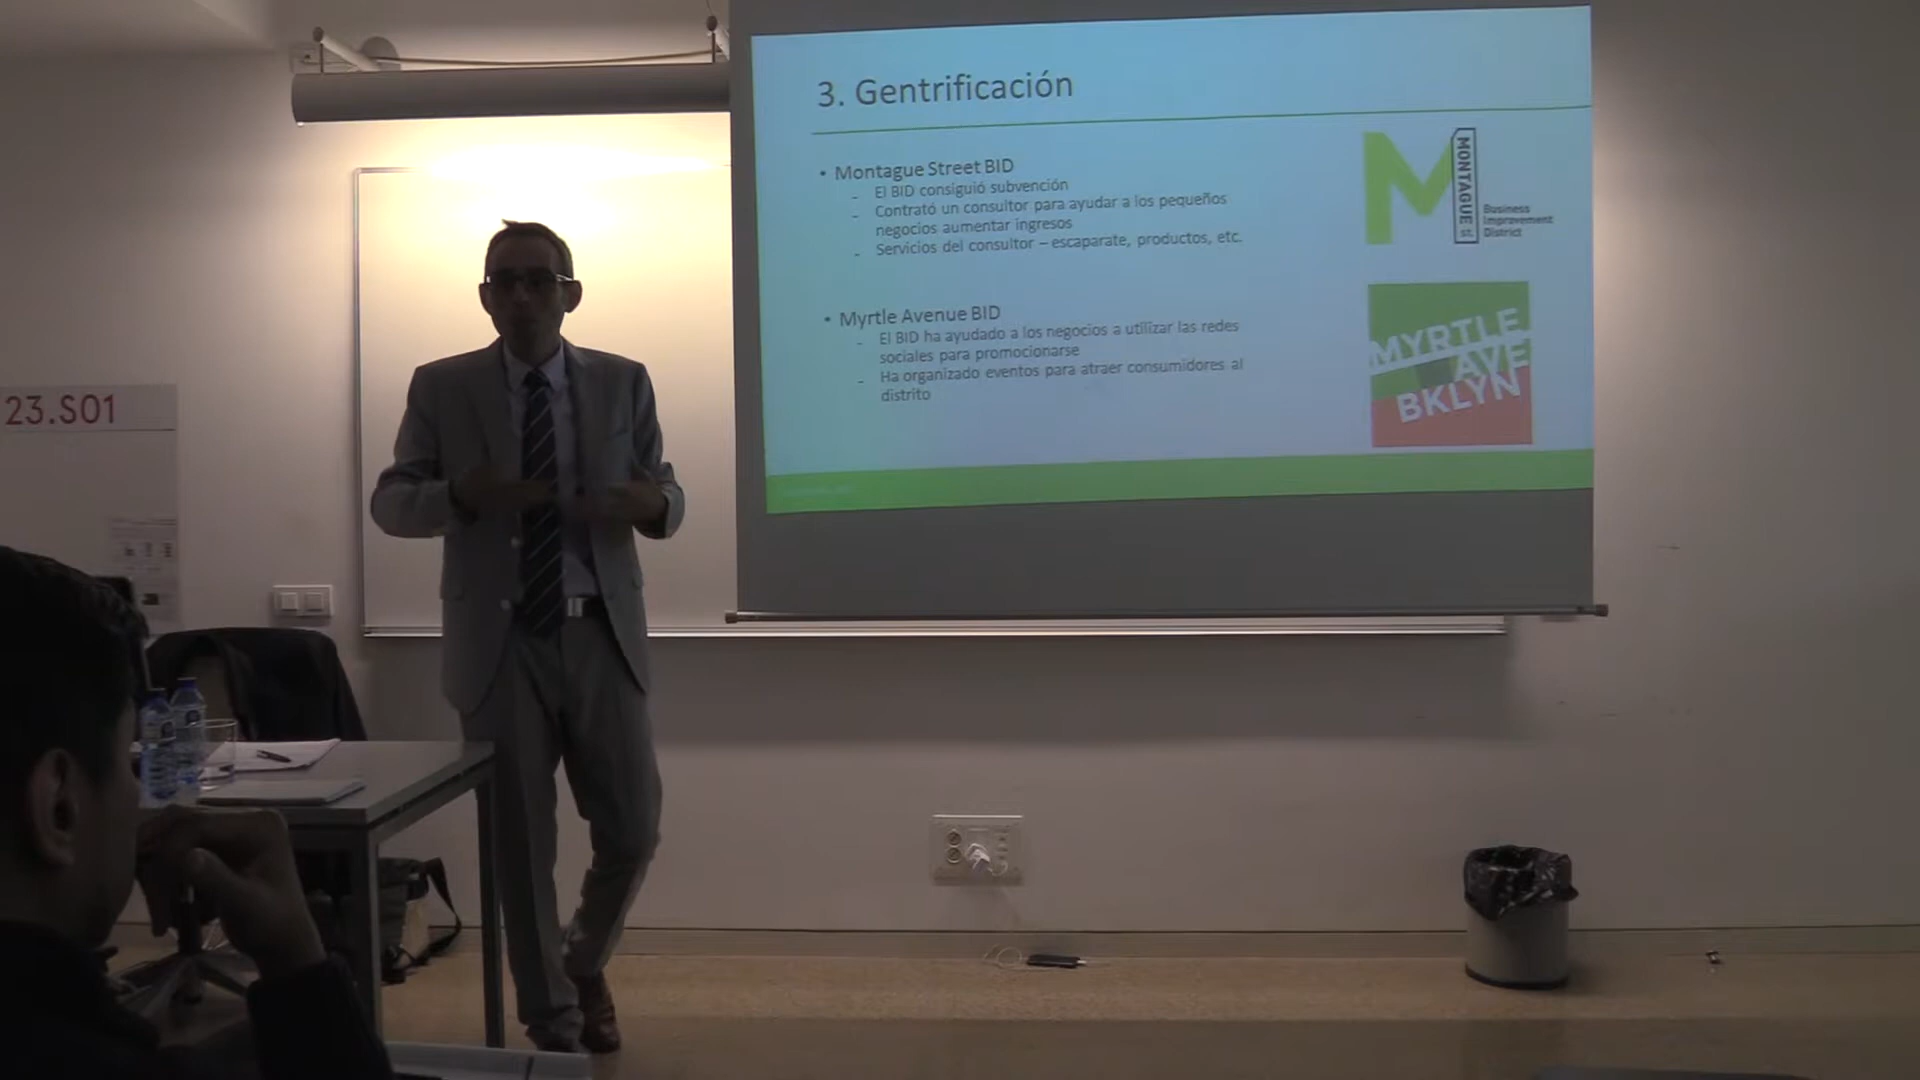 3. Gentrificación
• Montague Street BID
- El BID consiguió subvención
- Contrató un consultor para ayudar a los pequeños
negocios aumentar ingresos
- Servicios del consultor – escaparate, productos, etc.
• Myrtle Avenue BID
- El BID ha ayudado a los negocios a utilizar las redes
sociales para promocionarse
- Ha organizado eventos para atraer consumidores al
distrito
M
MONTAGUE
st.
Business
Improvement
District
MYRTLE
AVE
BKLYN
23.S01